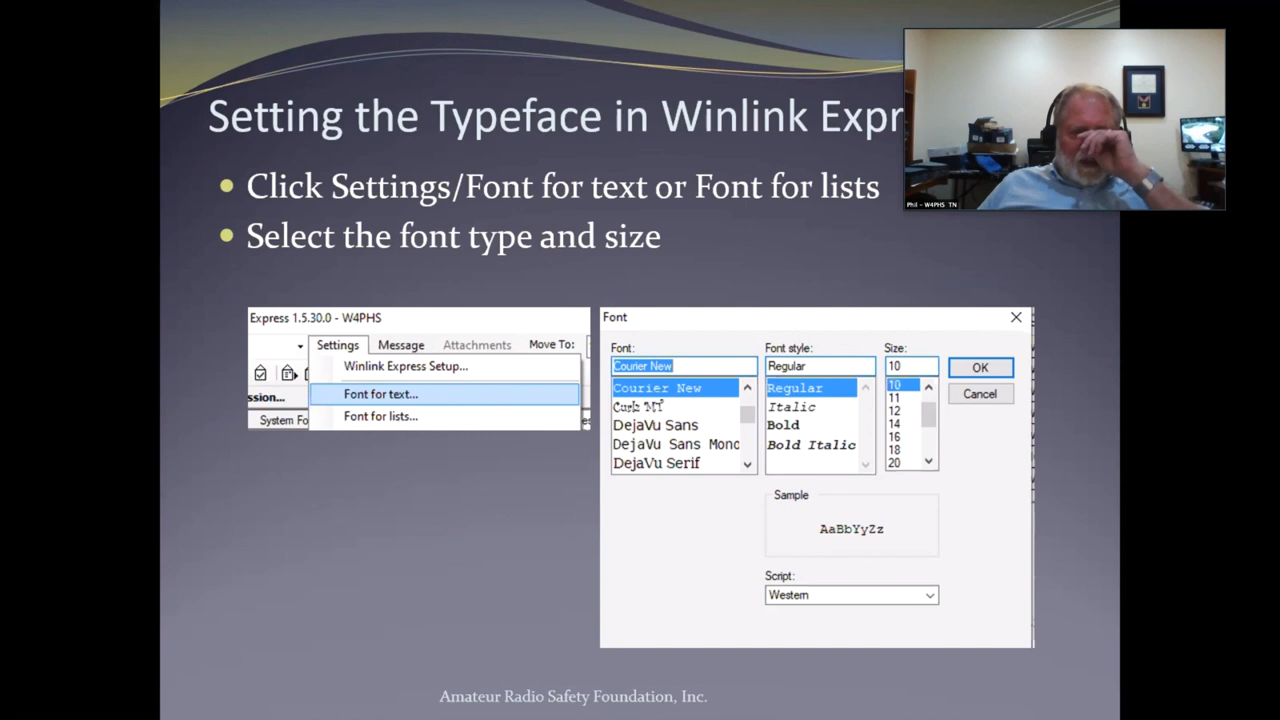 Setting the Typeface in Winlink Expr
Click Settings/Font for text or Font for lists
Select the font type and size
Phil - W4PHS TN
Express 1.5.30.0 - W4PHS
Settings Message Attachments Move To:
Winlink Express Setup...
Font for text...
Font for lists...
ssion...
System Fo
Font
Font: Font style: Size:
Courier New Regular 10
OK
Cancel
Courier New
Curlz MT
DejaVu Sans
DejaVu Sans Mono
DejaVu Serif
Regular
Italic
Bold
Bold Italic
10
11
12
14
16
18
20
Sample
AaBbYyZz
Script:
Western
Amateur Radio Safety Foundation, Inc.